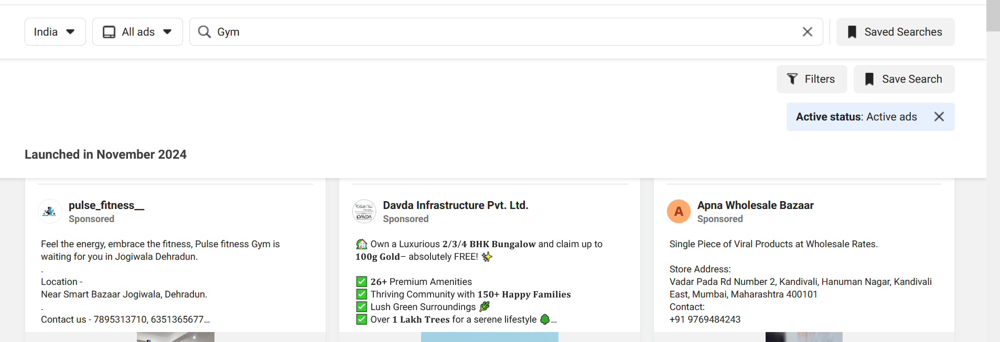 India
All ads
Gym
Saved Searches
Filters
Save Search
Active status: Active ads
Launched in November 2024
pulse_fitness__
Sponsored
Feel the energy, embrace the fitness, Pulse fitness Gym is
waiting for you in Jogiwala Dehradun.
.
Location -
Near Smart Bazaar Jogiwala, Dehradun.
.
Contact us - 7895313710, 6351365677...
Davda Infrastructure Pvt. Ltd.
Sponsored
🏡 Own a Luxurious 2/3/4 BHK Bungalow and claim up to
100g Gold– absolutely FREE! ✨
✅ 26+ Premium Amenities
✅ Thriving Community with 150+ Happy Families
✅ Lush Green Surroundings 🌿
✅ Over 1 Lakh Trees for a serene lifestyle 🌳...
DAVDA
A
Apna Wholesale Bazaar
Sponsored
Single Piece of Viral Products at Wholesale Rates.
Store Address:
Vadar Pada Rd Number 2, Kandivali, Hanuman Nagar, Kandivali
East, Mumbai, Maharashtra 400101
Contact:
+91 9769484243